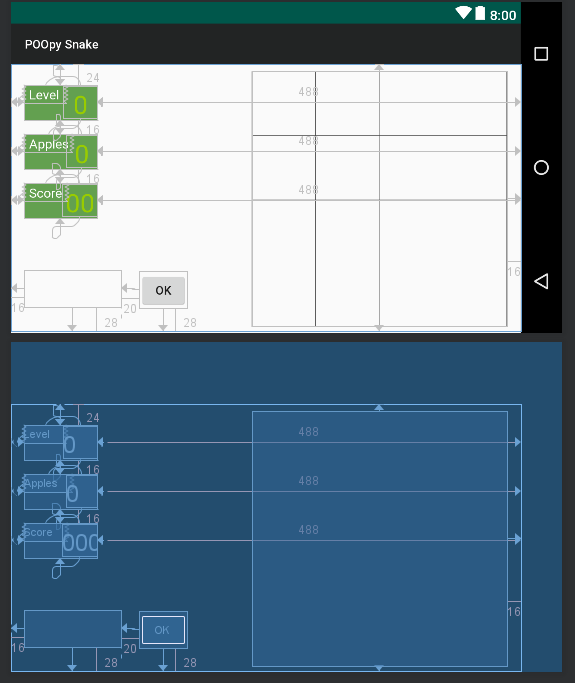 8:00
POOpy Snake
24
Level 0 488
16
Apples 0 488
16
Score 00 488
16
OK
16 28 20 28
24
Level 0 488
16
Apples 0 488
16
Score 000 488
16
OK
16 28 20 28